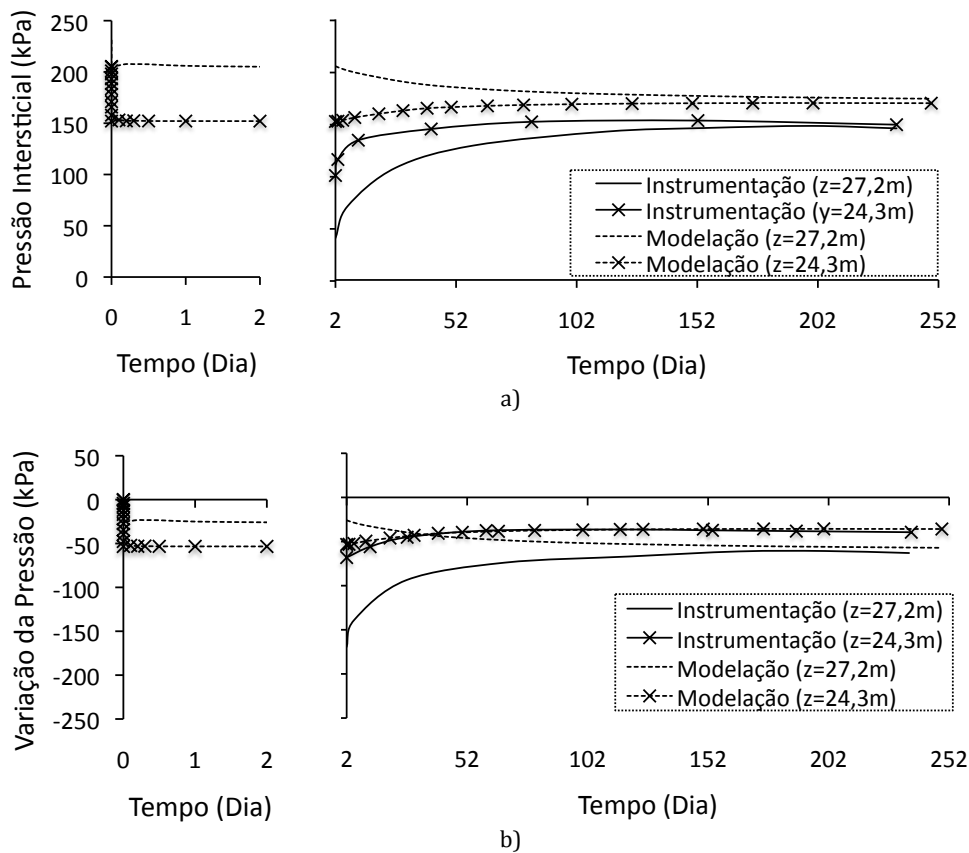 Pressão Intersticial (kPa)
250
200
150
100
50
0
0 1 2
Tempo (Dia)
2 52 102 152 202 252
Tempo (Dia)
Instrumentação (z=27,2m)
Instrumentação (y=24,3m)
Modelação (z=27,2m)
Modelação (z=24,3m)
a)
Variação da Pressão (kPa)
50
0
-50
-100
-150
-200
-250
0 1 2
Tempo (Dia)
2 52 102 152 202 252
Tempo (Dia)
Instrumentação (z=27,2m)
Instrumentação (z=24,3m)
Modelação (z=27,2m)
Modelação (z=24,3m)
b)